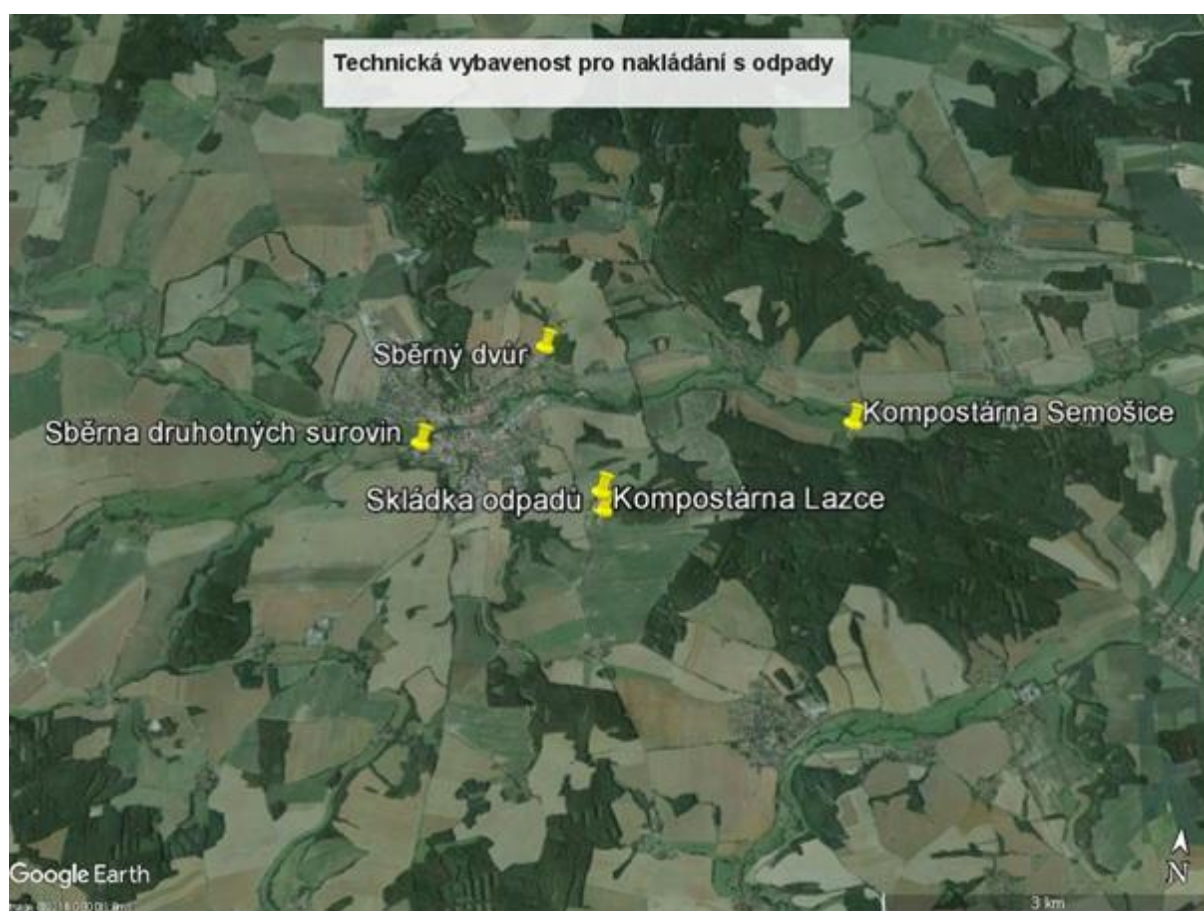 Technická vybavenost pro nakládání s odpady
Sběrný dvůr
Kompostárna Semošice
Sběrna druhotných surovin
Skládka odpadů
Kompostárna Lazce
Google Earth
N
3 km